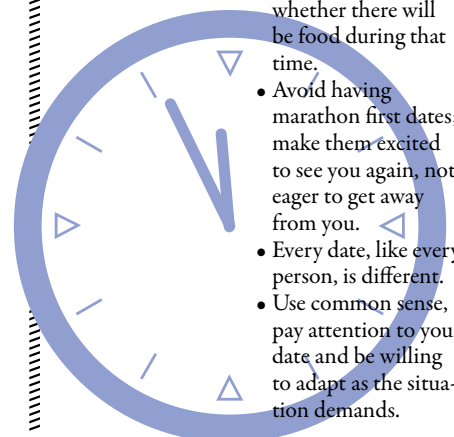 whether there will
be food during that
time.
• Avoid having
marathon first dates;
make them excited
to see you again, not
eager to get away
from you.
• Every date, like every
person, is different.
• Use common sense,
pay attention to you
date and be willing
to adapt as the situa-
tion demands.